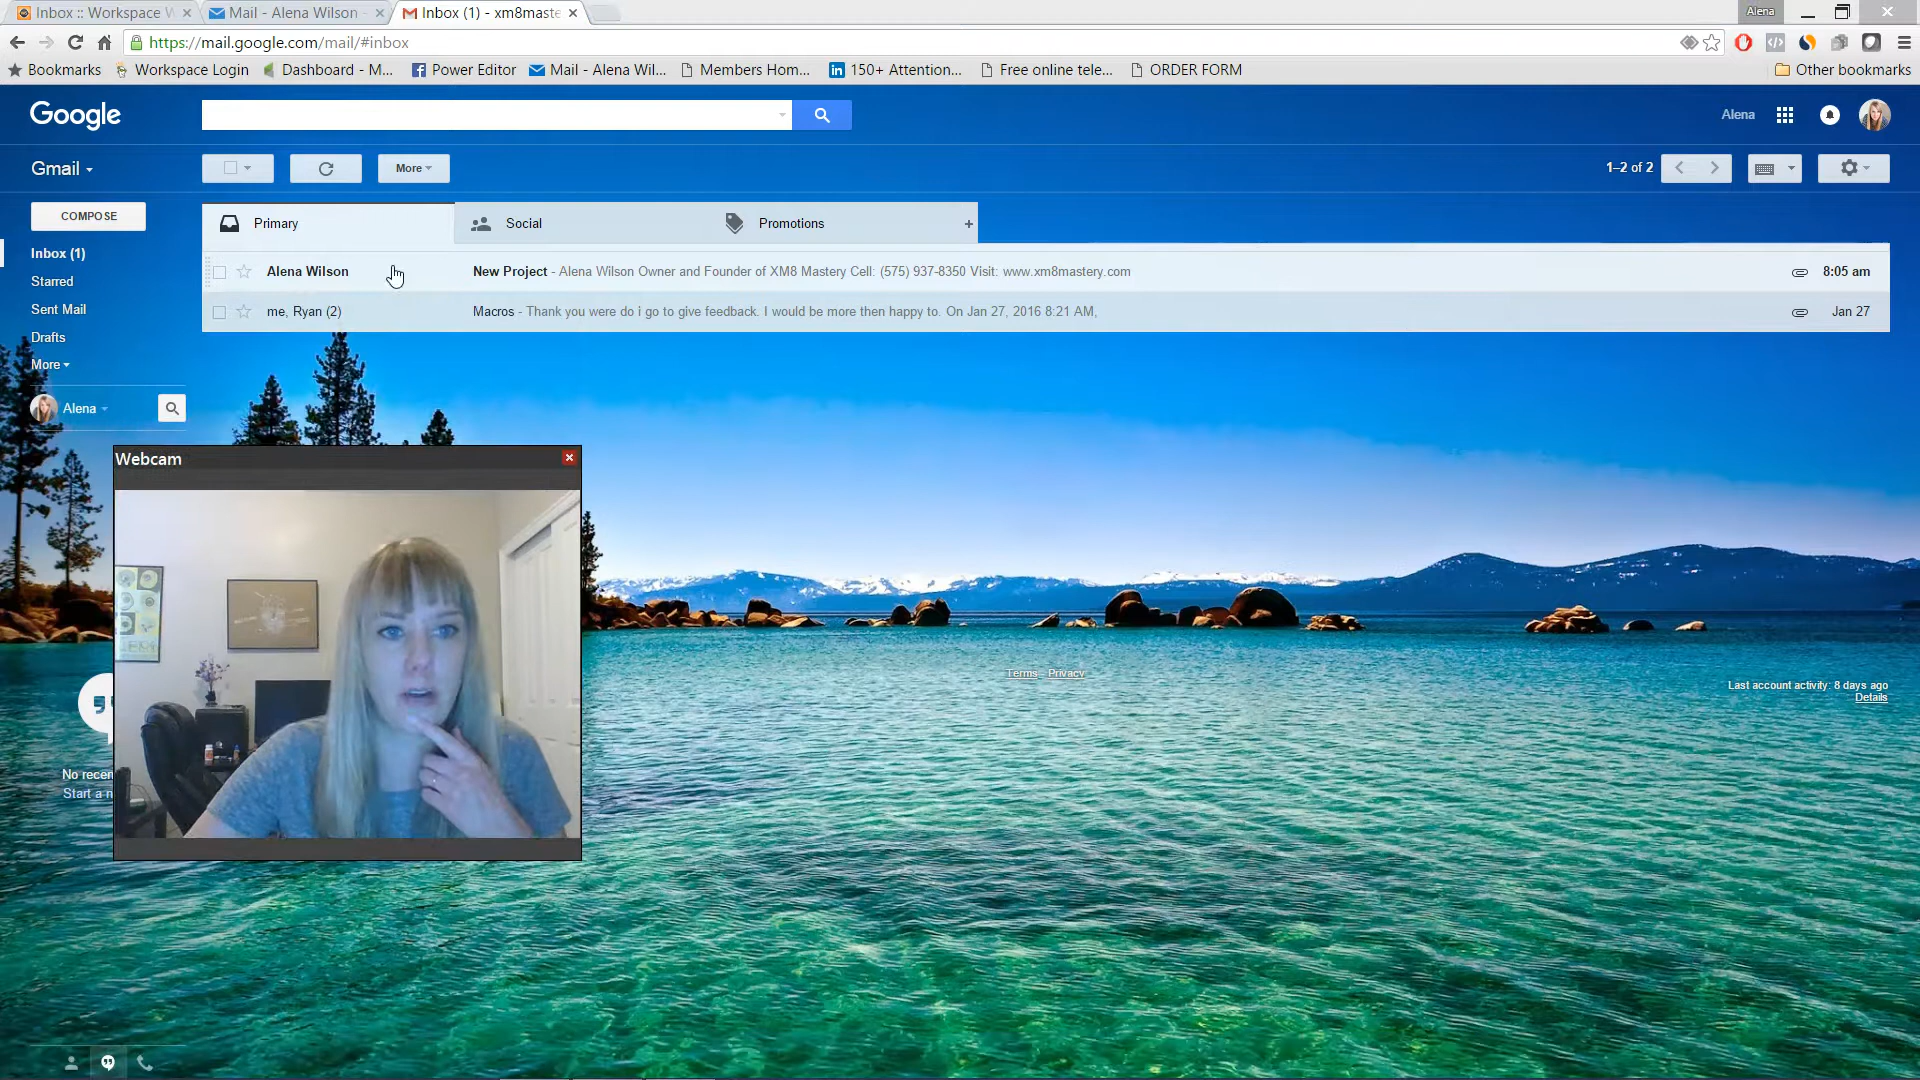 Inbox :: Workspace W
Mail - Alena Wilson -
Inbox (1) - xm8maste
Alena
https://mail.google.com/mail/#inbox
Bookmarks
Workspace Login
Dashboard - M...
Power Editor
Mail - Alena Wil...
Members Hom...
150+ Attention...
Free online tele...
ORDER FORM
Other bookmarks
Google
Alena
Gmail
More
1–2 of 2
COMPOSE
Primary
Social
Promotions
+
Inbox (1)
Alena Wilson
New Project - Alena Wilson Owner and Founder of XM8 Mastery Cell: (575) 937-8350 Visit: www.xm8mastery.com
8:05 am
Starred
Sent Mail
me, Ryan (2)
Macros - Thank you were do i go to give feedback. I would be more then happy to. On Jan 27, 2016 8:21 AM,
Jan 27
Drafts
More
Alena
Webcam
Terms - Privacy
Last account activity: 8 days ago
Details
No recen
Start a n